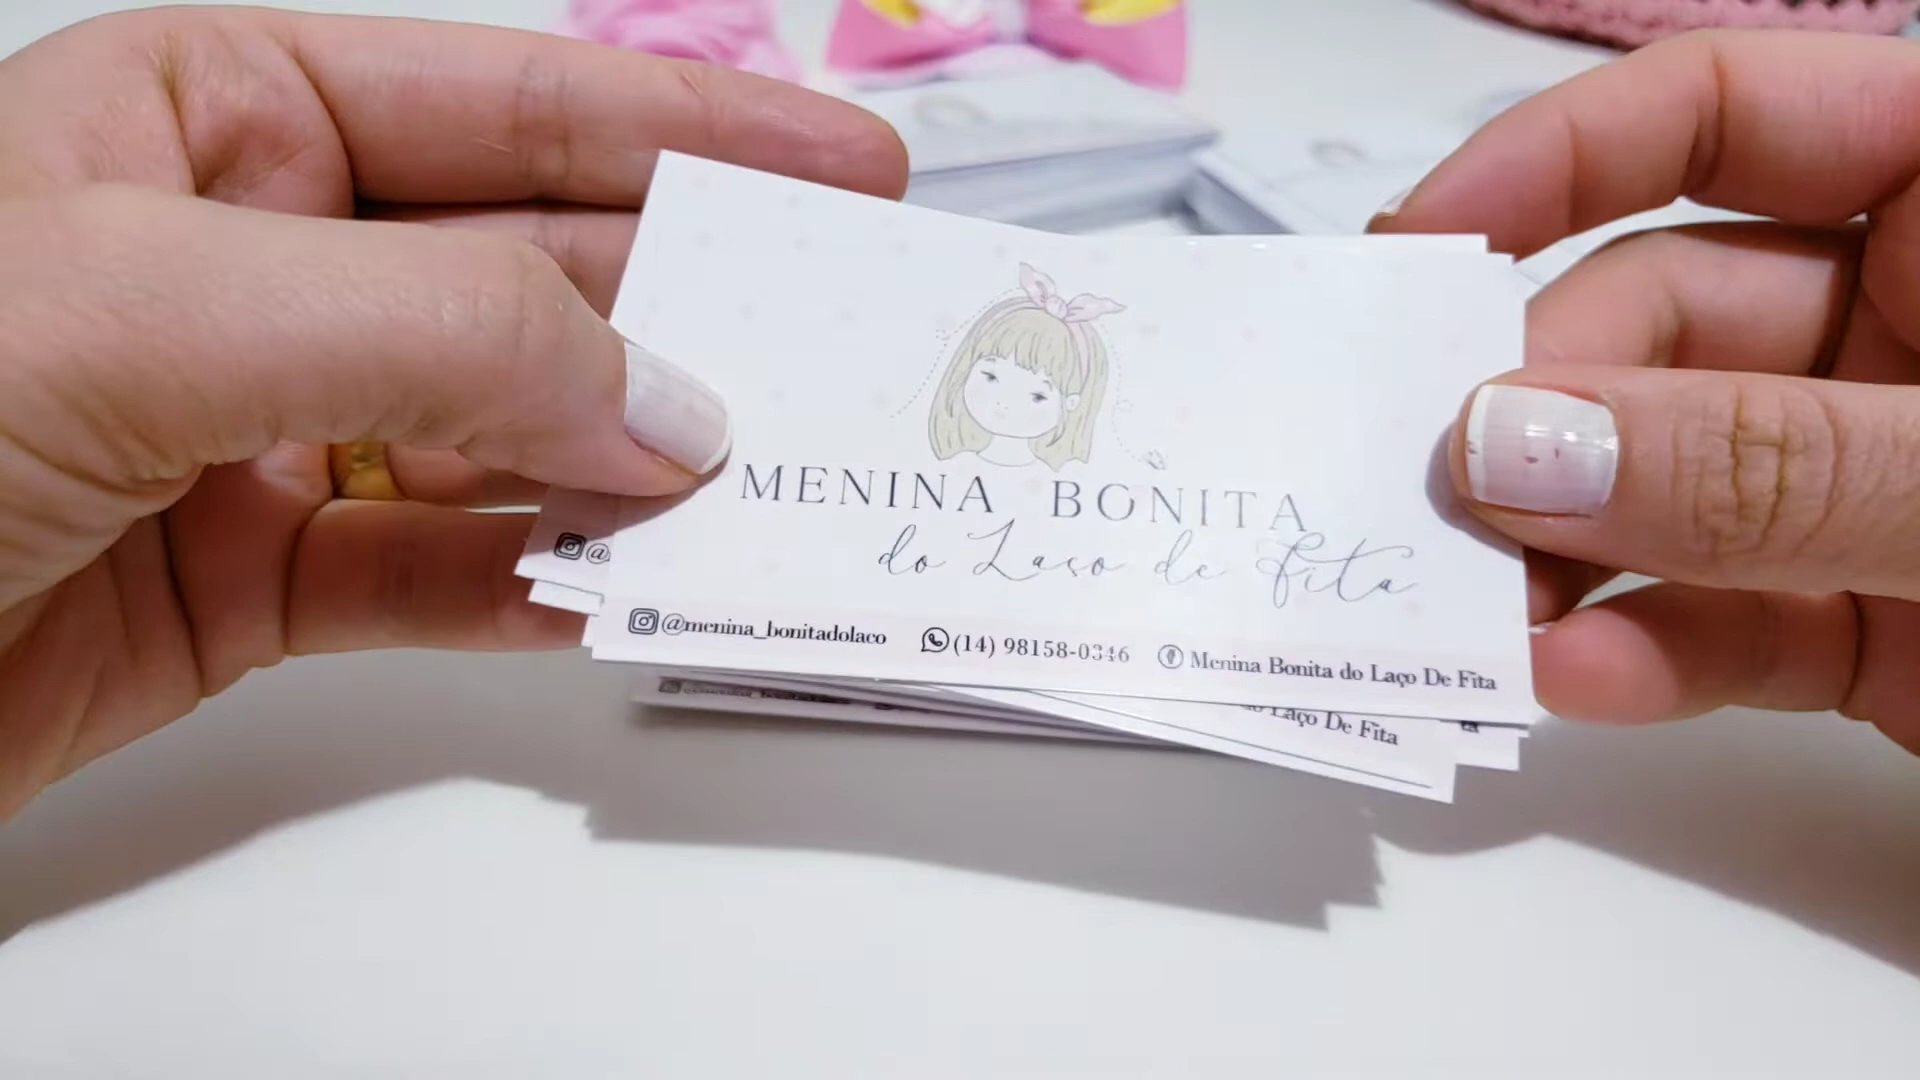 MENINA BONITA
do Laço de Fita
@menina_bonitadolaco (14) 98158-0346 Menina Bonita do Laço De Fita
@
Laço De Fita
ta